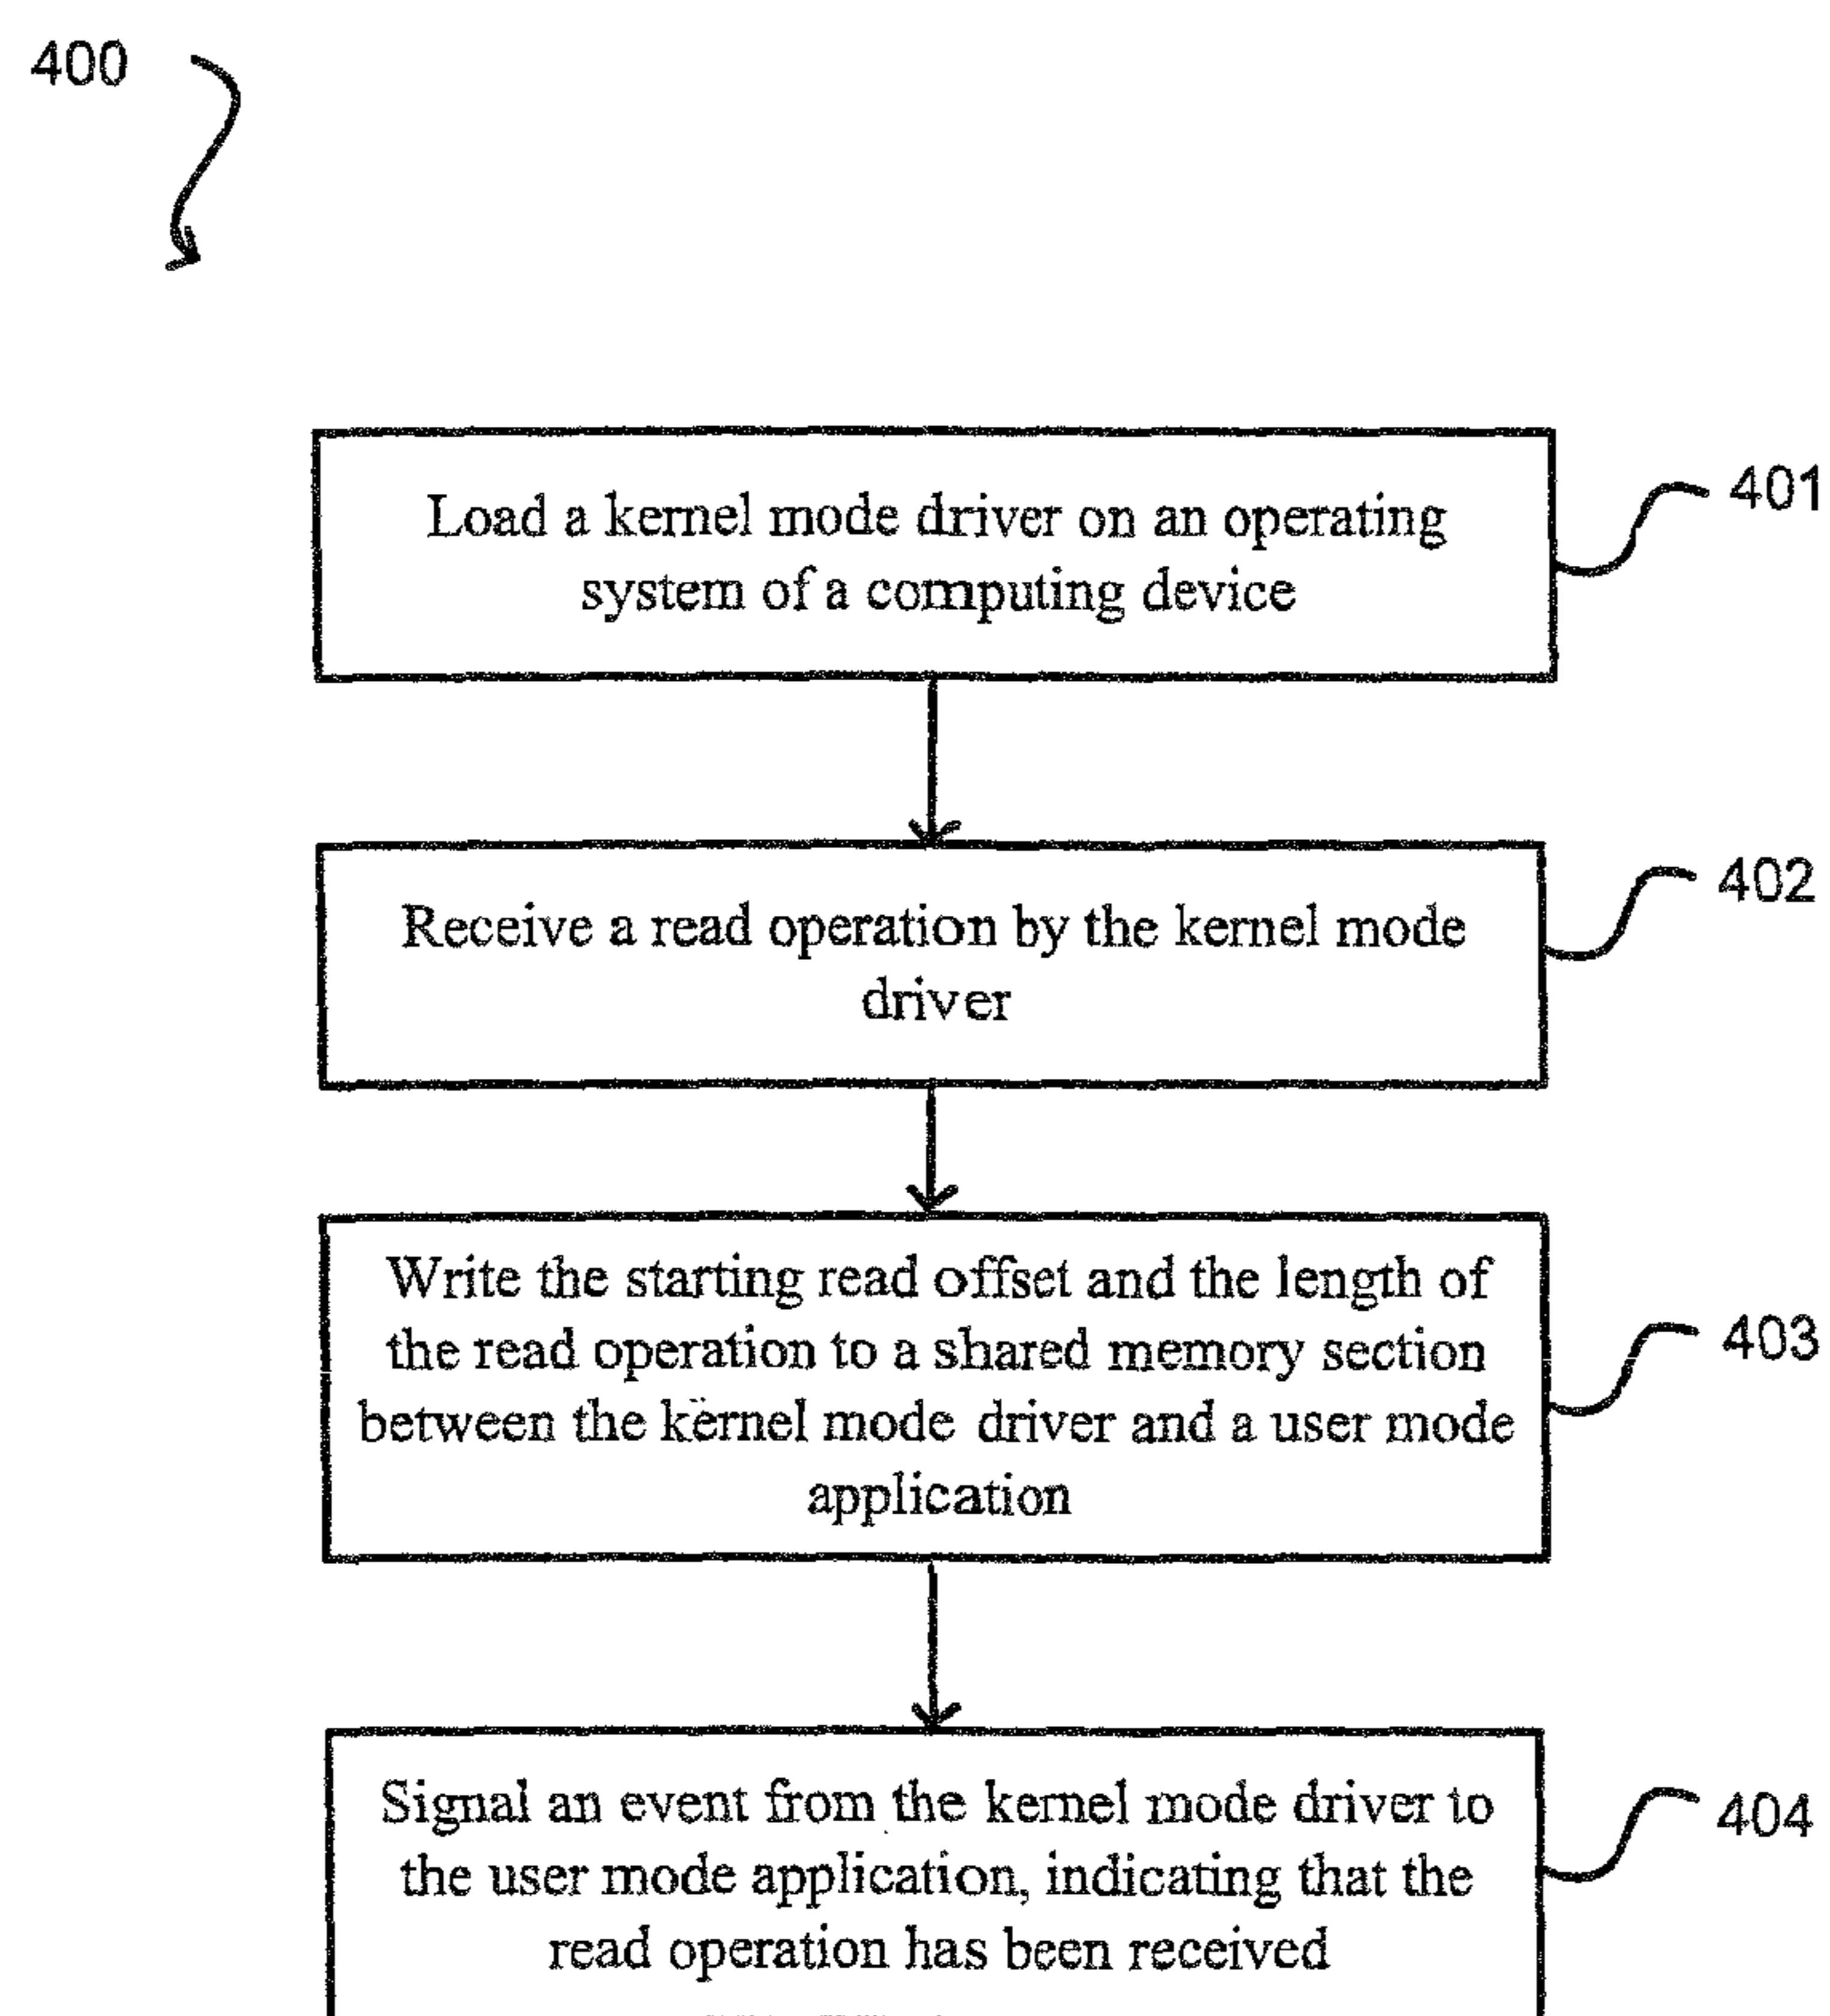 400
Load a kernel mode driver on an operating
system of a computing device
401
Receive a read operation by the kernel mode
driver
402
Write the starting read offset and the length of
the read operation to a shared memory section
between the kernel mode driver and a user mode
application
403
Signal an event from the kernel mode driver to
the user mode application, indicating that the
read operation has been received
404